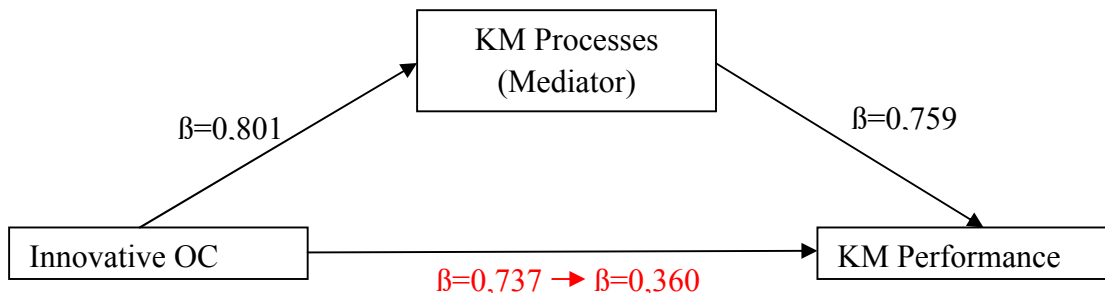 KM Processes
(Mediator)
ß=0,801
ß=0,759
Innovative OC
KM Performance
ß=0,737 → ß=0,360